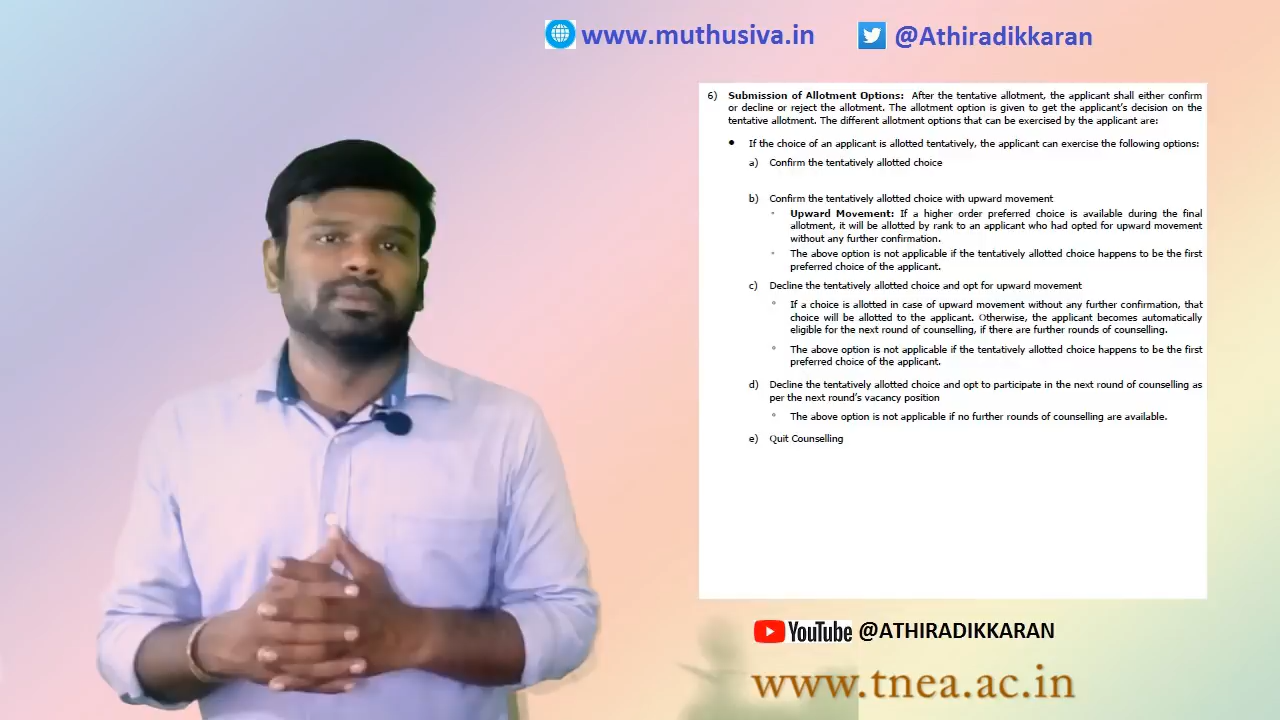 www.muthusiva.in @Athiradikkaran
6) Submission of Allotment Options: After the tentative allotment, the applicant shall either confirm
or decline or reject the allotment. The allotment option is given to get the applicant's decision on the
tentative allotment. The different allotment options that can be exercised by the applicant are:
• If the choice of an applicant is allotted tentatively, the applicant can exercise the following options:
a) Confirm the tentatively allotted choice
b) Confirm the tentatively allotted choice with upward movement
◦ Upward Movement: If a higher order preferred choice is available during the final
allotment, it will be allotted by rank to an applicant who had opted for upward movement
without any further confirmation.
◦ The above option is not applicable if the tentatively allotted choice happens to be the first
preferred choice of the applicant.
c) Decline the tentatively allotted choice and opt for upward movement
◦ If a choice is allotted in case of upward movement without any further confirmation, that
choice will be allotted to the applicant. Otherwise, the applicant becomes automatically
eligible for the next round of counselling, if there are further rounds of counselling.
◦ The above option is not applicable if the tentatively allotted choice happens to be the first
preferred choice of the applicant.
d) Decline the tentatively allotted choice and opt to participate in the next round of counselling as
per the next round's vacancy position
◦ The above option is not applicable if no further rounds of counselling are available.
e) Quit Counselling
YouTube @ATHIRADIKKARAN
www.tnea.ac.in